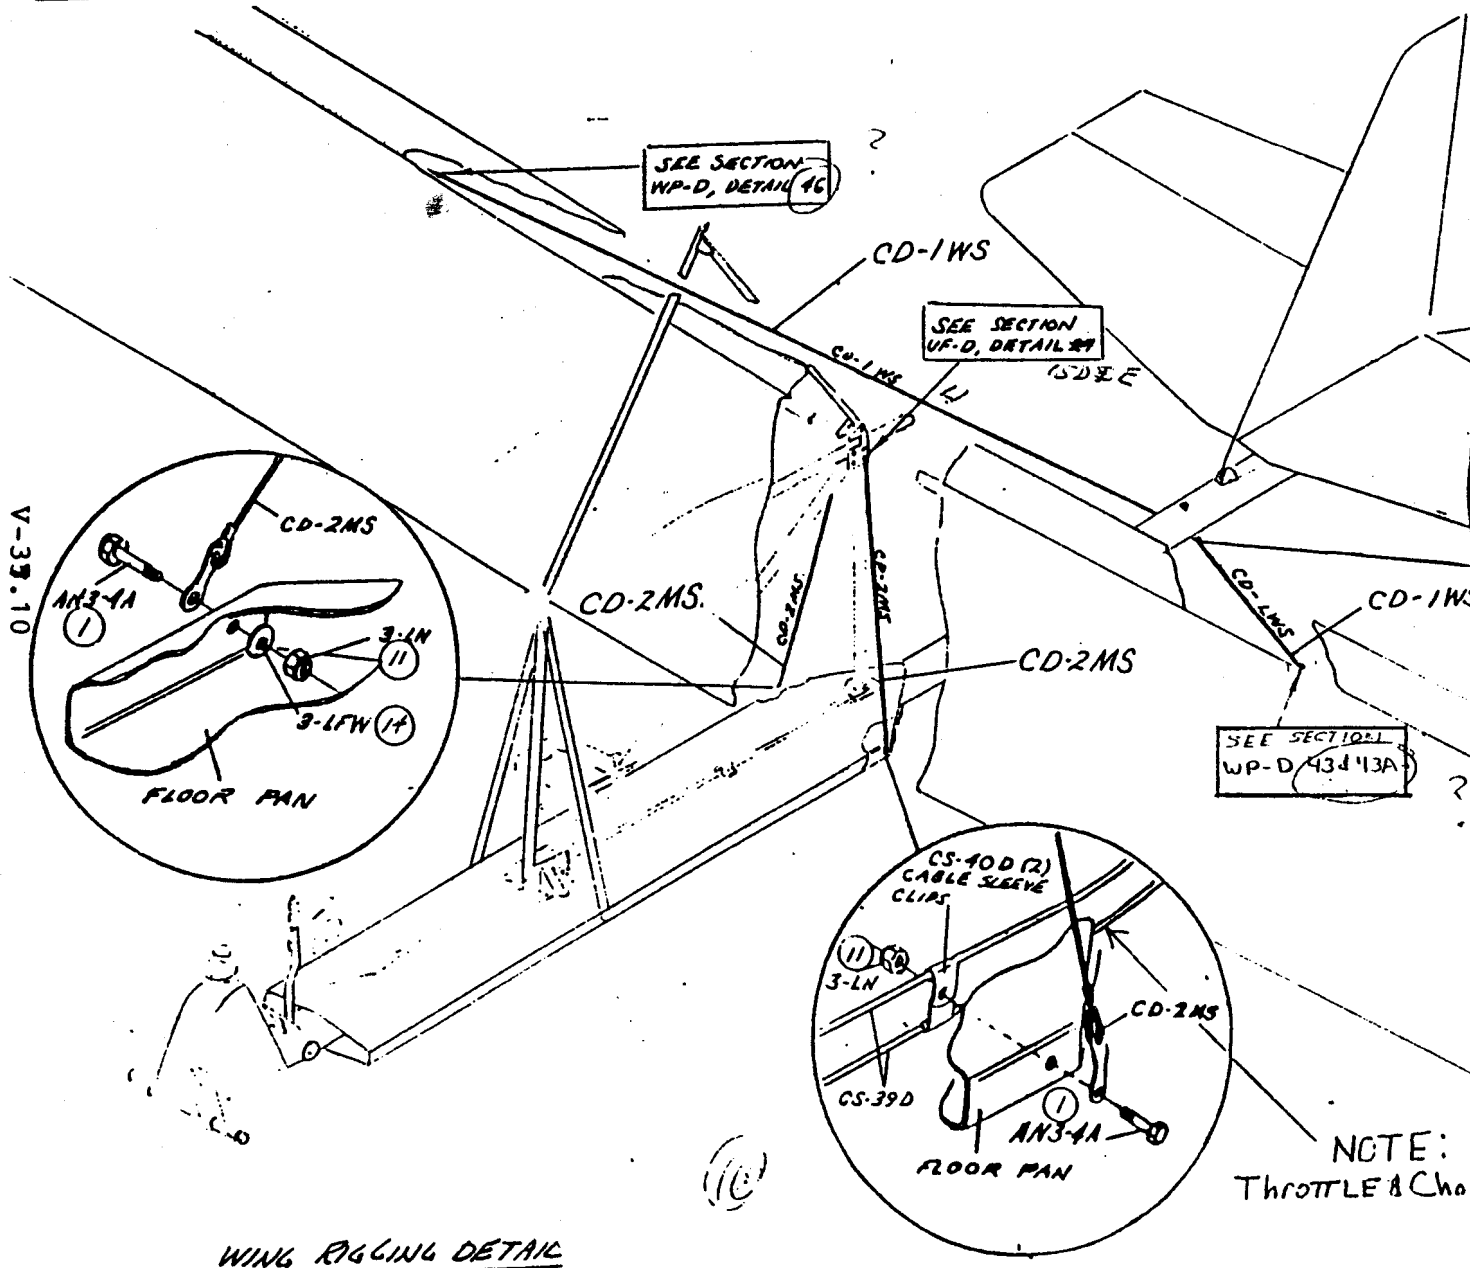 SEE SECTION
WP-D, DETAIL 46
?
CD-1WS
SEE SECTION
UF-D, DETAIL
CD-1WS
CD-2MS
AN3-4A
1
3-LN
11
3-LFW 14
FLOOR PAN
V-33.10
CD-2MS.
CD-2MS.
CD-2MS
CD-2MS
CD-1WS
CD-1WS
SEE SECTION
WP-D 43&43A
?
CS-40D (2)
CABLE SLEEVE
CLIPS
11
3-LN
CD-2MS
CS-39D
1
AN3-4A
FLOOR PAN
NOTE:
ThroTTLE & Cho
WING RIGGING DETAIL